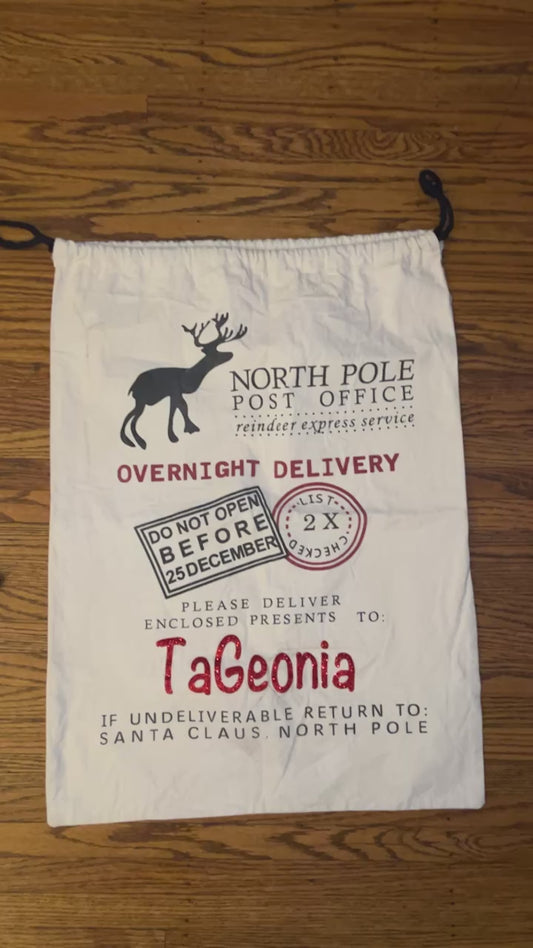 NORTH POLE
POST OFFICE
reindeer express service
OVERNIGHT DELIVERY
DO NOT OPEN
BEFORE
25 DECEMBER
LIST
2 X
CHECKED
PLEASE DELIVER
ENCLOSED PRESENTS TO:
TaGeonia
IF UNDELIVERABLE RETURN TO:
SANTA CLAUS, NORTH POLE